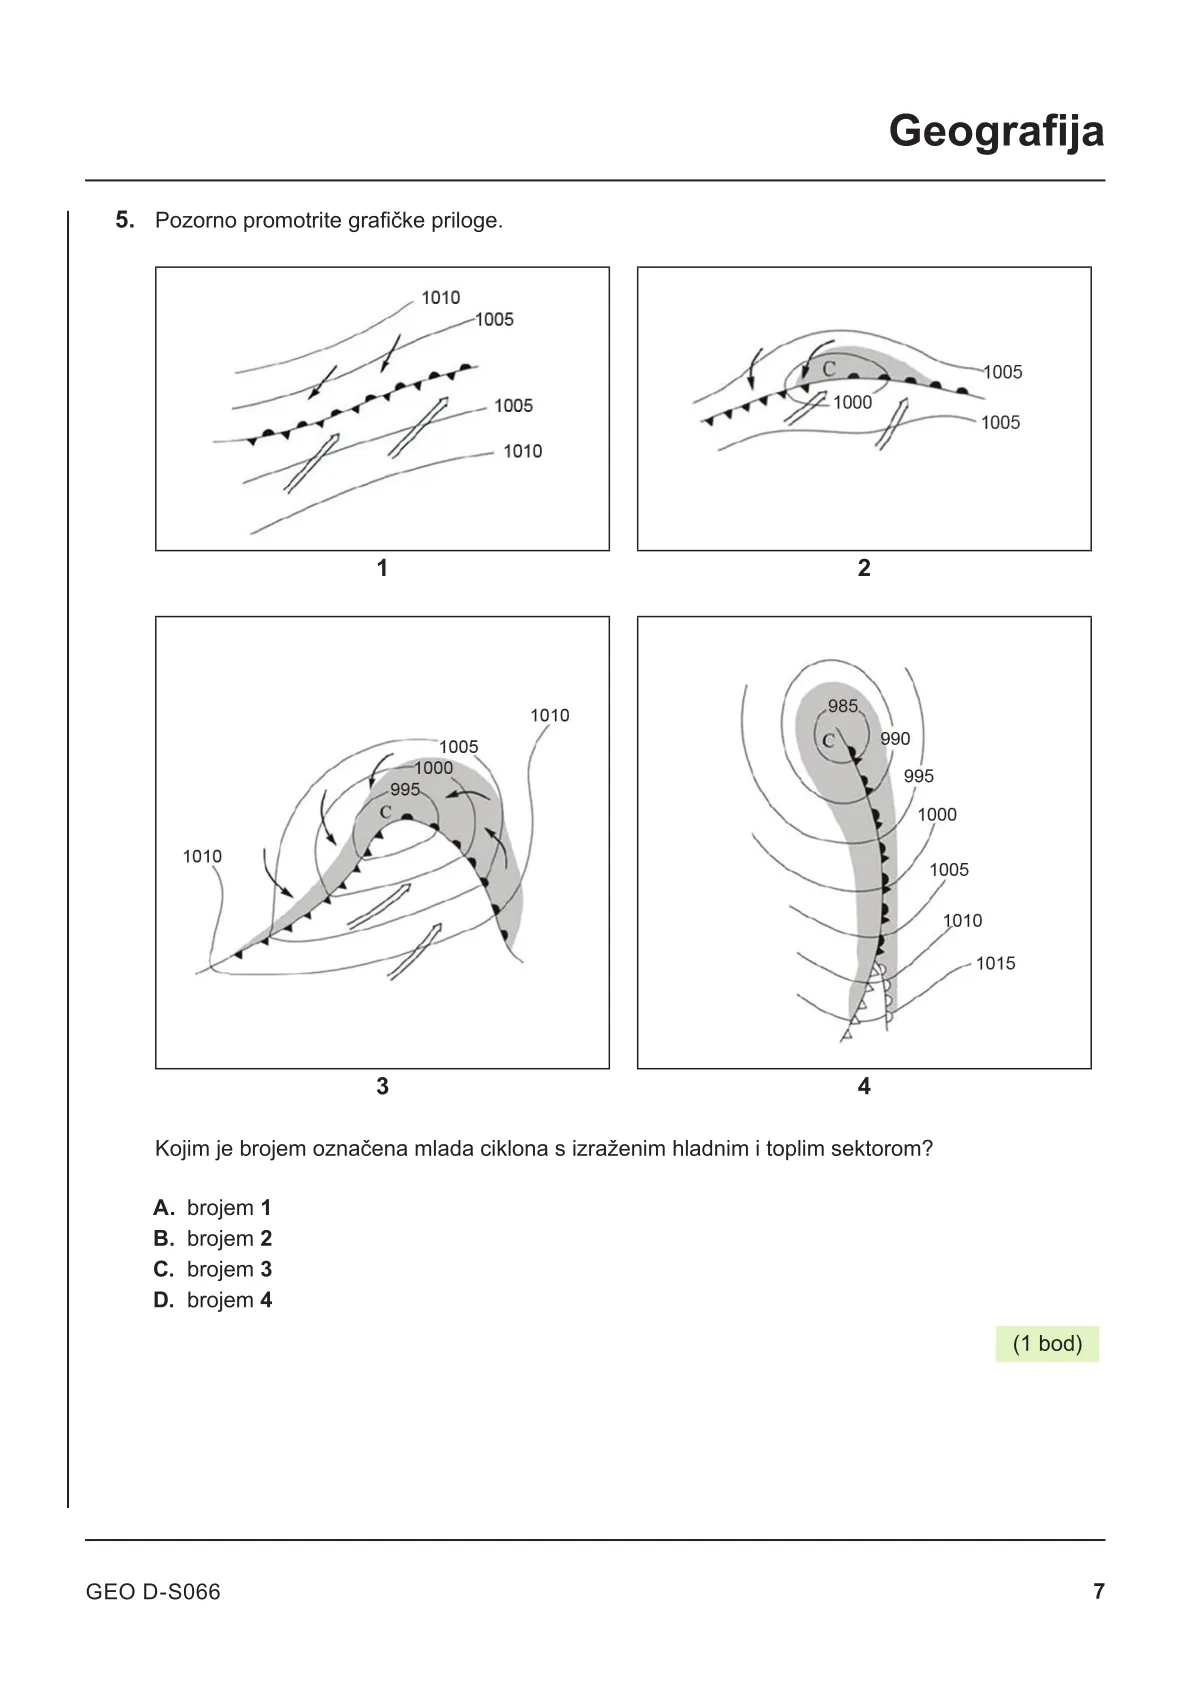 Geografija
5. Pozorno promotrite grafičke priloge.
1010
1005
1005
1010
1
C
1000
1005
1005
2
1010
1005
1000
995
C
1010
3
985
C
990
995
1000
1005
1010
1015
4
Kojim je brojem označena mlada ciklona s izraženim hladnim i toplim sektorom?
A. brojem 1
B. brojem 2
C. brojem 3
D. brojem 4
(1 bod)
GEO D-S066
7